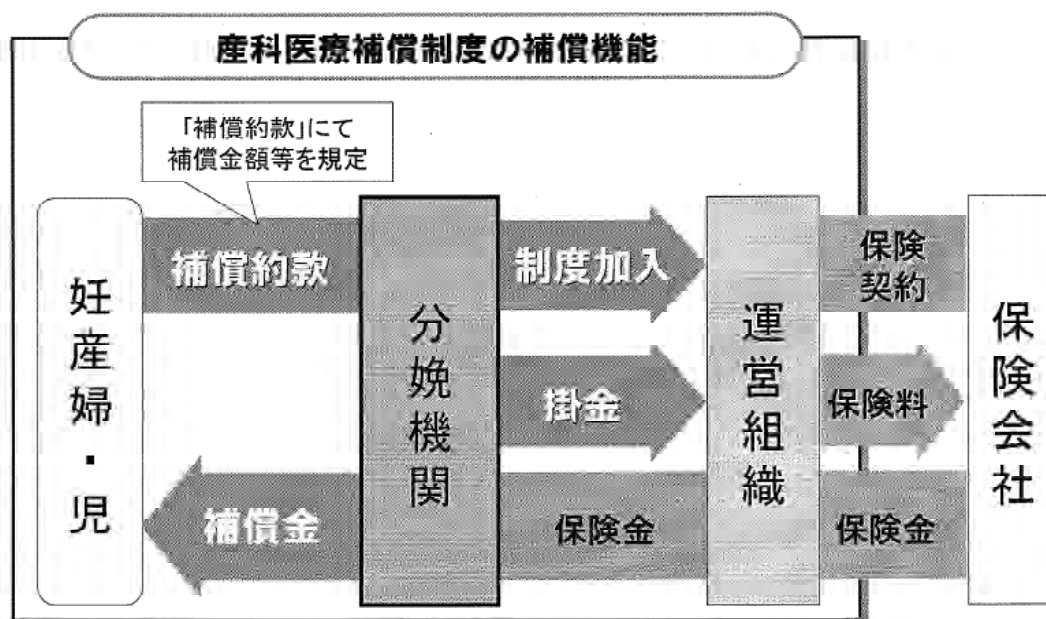 産科医療補償制度の補償機能
「補償約款」にて
補償金額等を規定
妊産婦・児
補償約款
分娩機関
制度加入
運営組織
保険
契約
保険会社
掛金
保険料
補償金
保険金
保険金